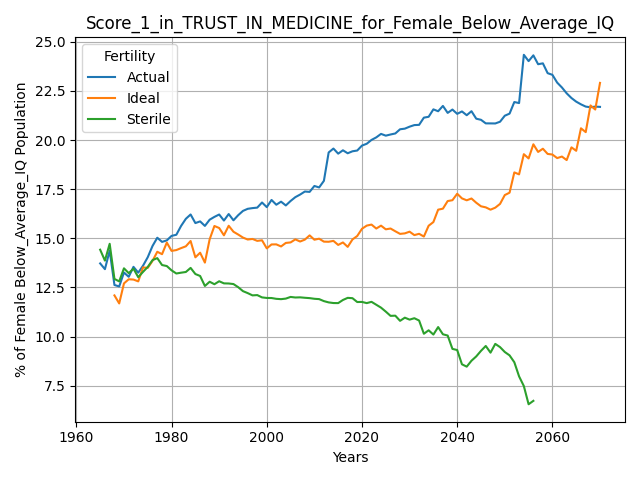 Score_1_in_TRUST_IN_MEDICINE_for_Female_Below_Average_IQ
% of Female Below_Average_IQ Population
25.0
22.5
20.0
17.5
15.0
12.5
10.0
7.5
Fertility
Actual
Ideal
Sterile
1960 1980 2000 2020 2040 2060
Years